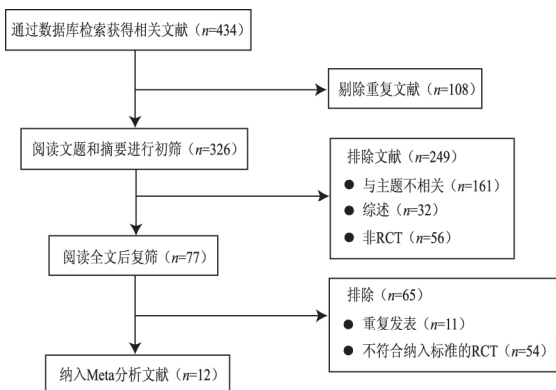 通过数据库检索获得相关文献（n=434）
剔除重复文献（n=108）
阅读文题和摘要进行初筛（n=326）
排除文献（n=249）
● 与主题不相关（n=161）
● 综述（n=32）
● 非RCT（n=56）
阅读全文后复筛（n=77）
排除（n=65）
● 重复发表（n=11）
● 不符合纳入标准的RCT（n=54）
纳入Meta分析文献（n=12）